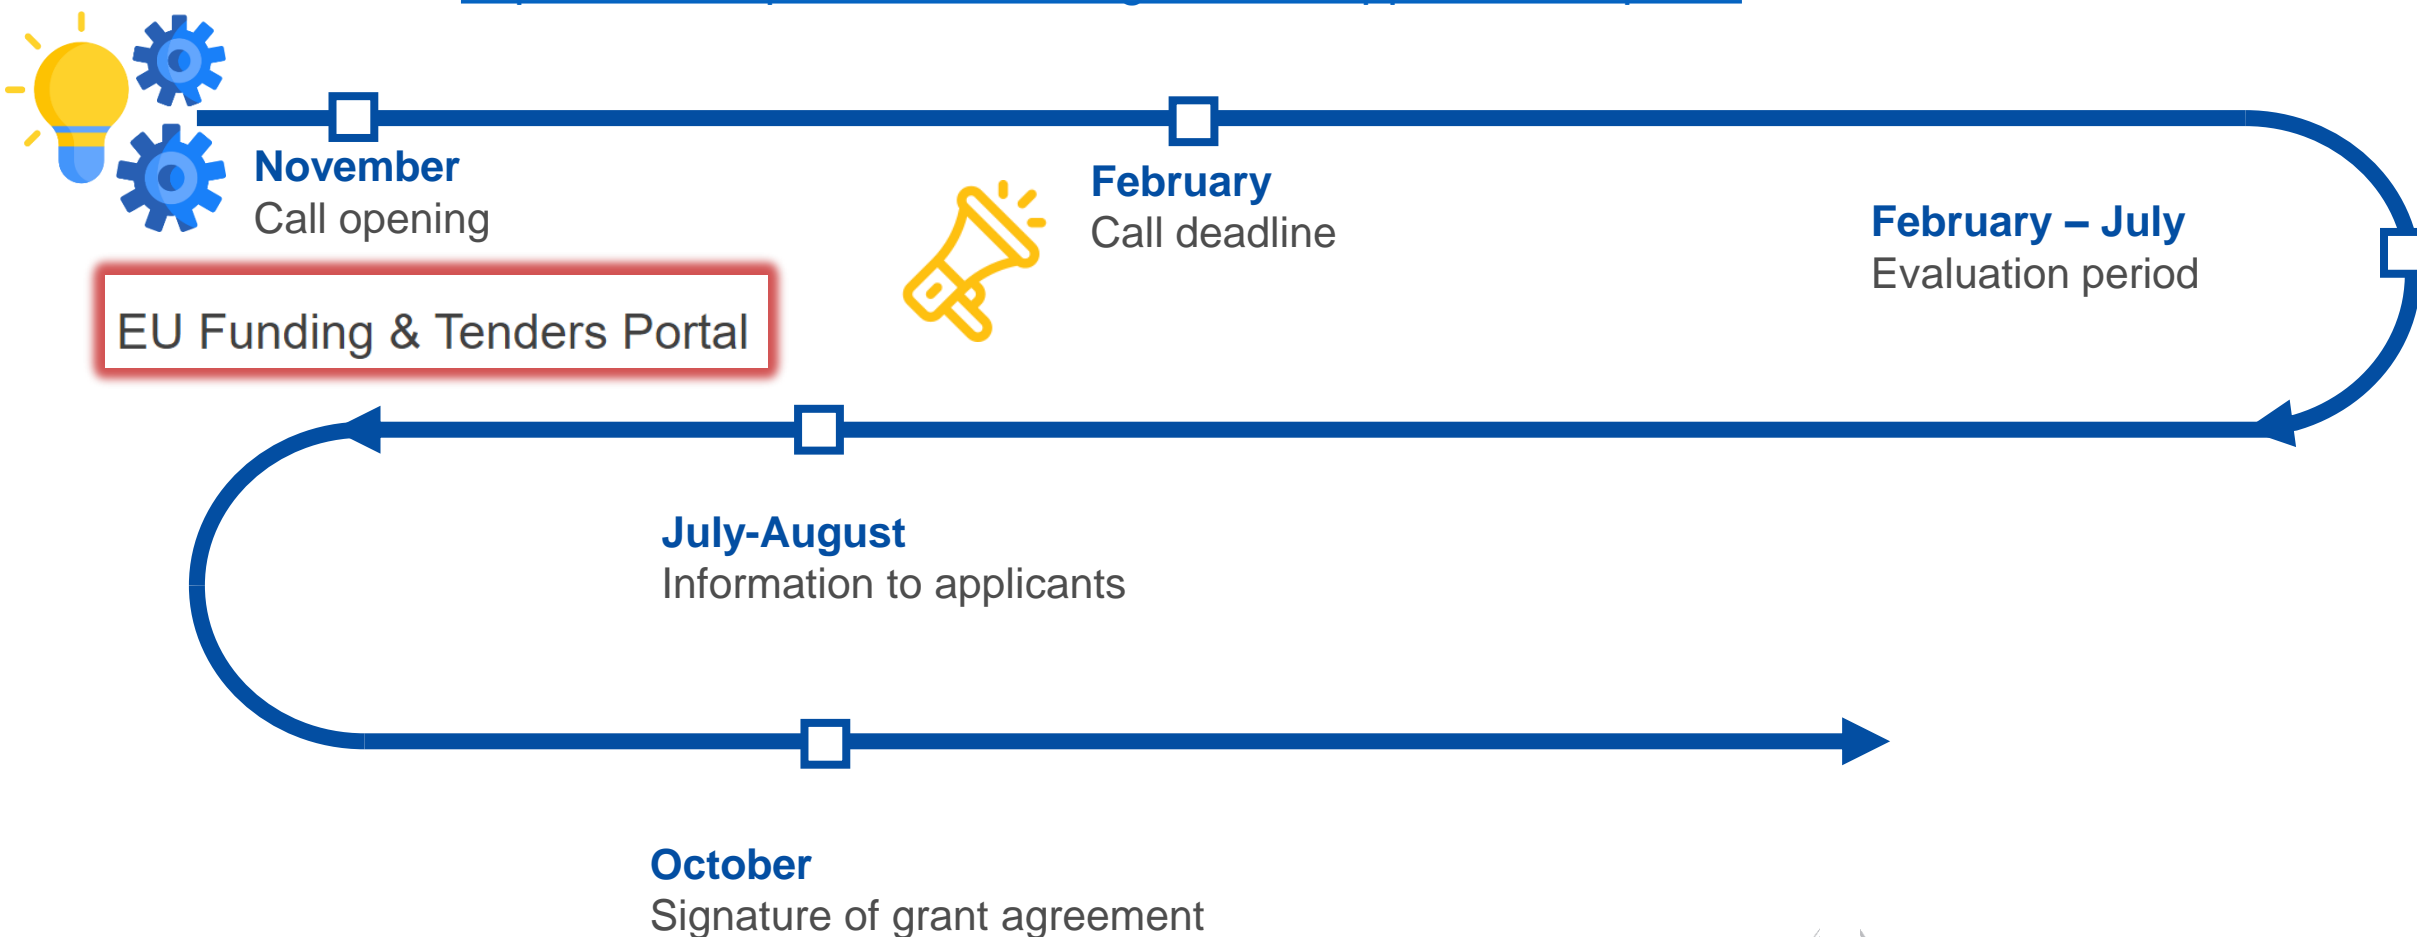 November
Call opening
EU Funding & Tenders Portal
February
Call deadline
February – July
Evaluation period
July-August
Information to applicants
October
Signature of grant agreement